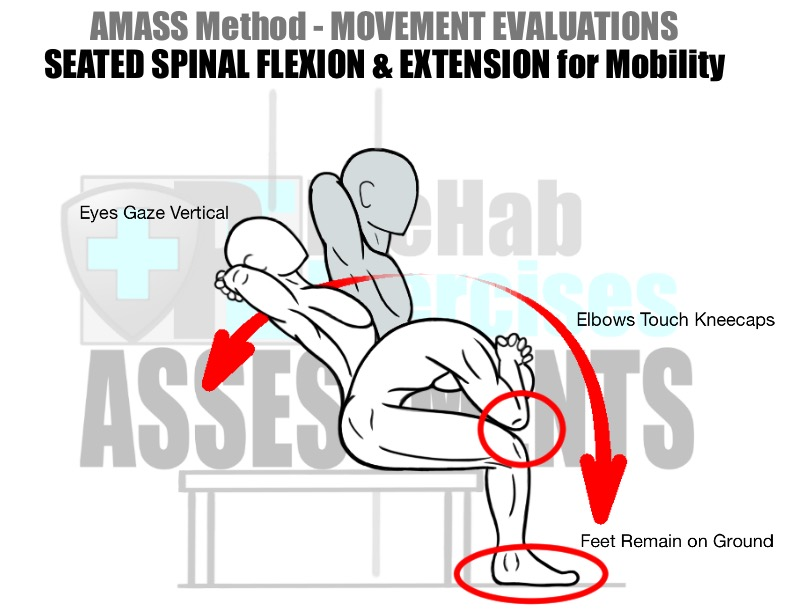 AMASS Method - MOVEMENT EVALUATIONS
SEATED SPINAL FLEXION & EXTENSION for Mobility
Eyes Gaze Vertical
Elbows Touch Kneecaps
Feet Remain on Ground